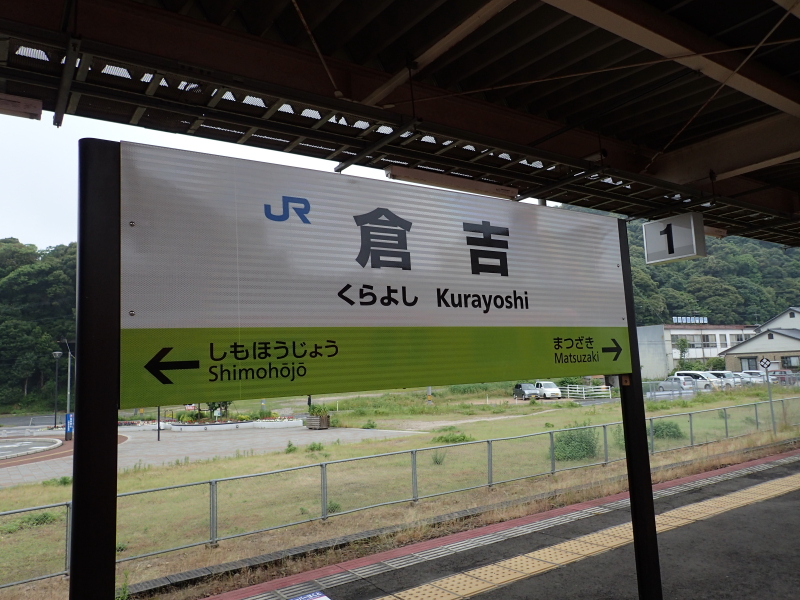 JR 倉吉
くらよし Kurayoshi
しもほうじょう
Shimohōjō
まつざき
Matsuzaki
1